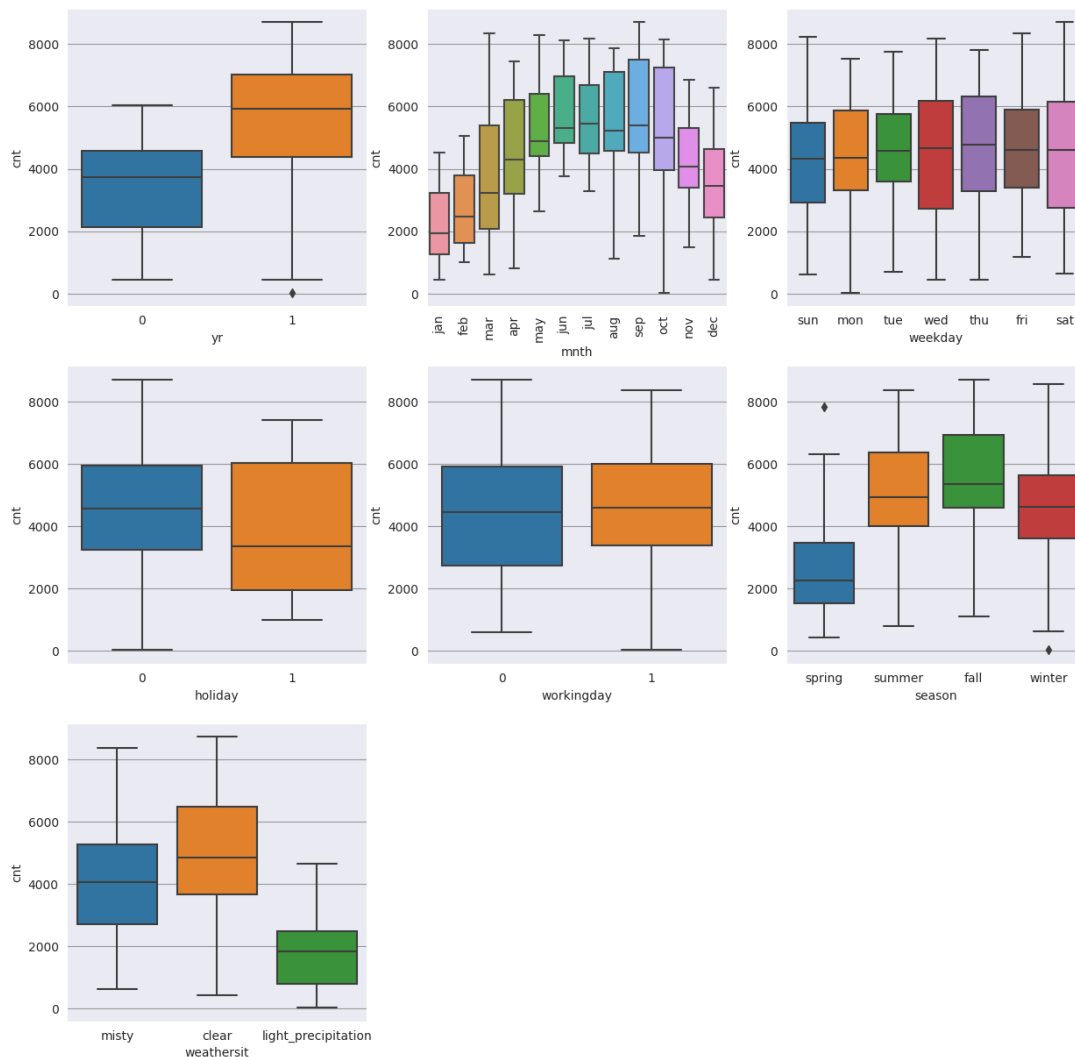 8000
6000
cnt
4000
2000
0
0 1
yr
8000
6000
cnt
4000
2000
0
jan feb mar apr may jun jul aug sep oct nov dec
mnth
8000
6000
cnt
4000
2000
0
sun mon tue wed thu fri sat
weekday
8000
6000
cnt
4000
2000
0
0 1
holiday
8000
6000
cnt
4000
2000
0
0 1
workingday
8000
6000
cnt
4000
2000
0
spring summer fall winter
season
8000
6000
cnt
4000
2000
0
misty clear light_precipitation
weathersit